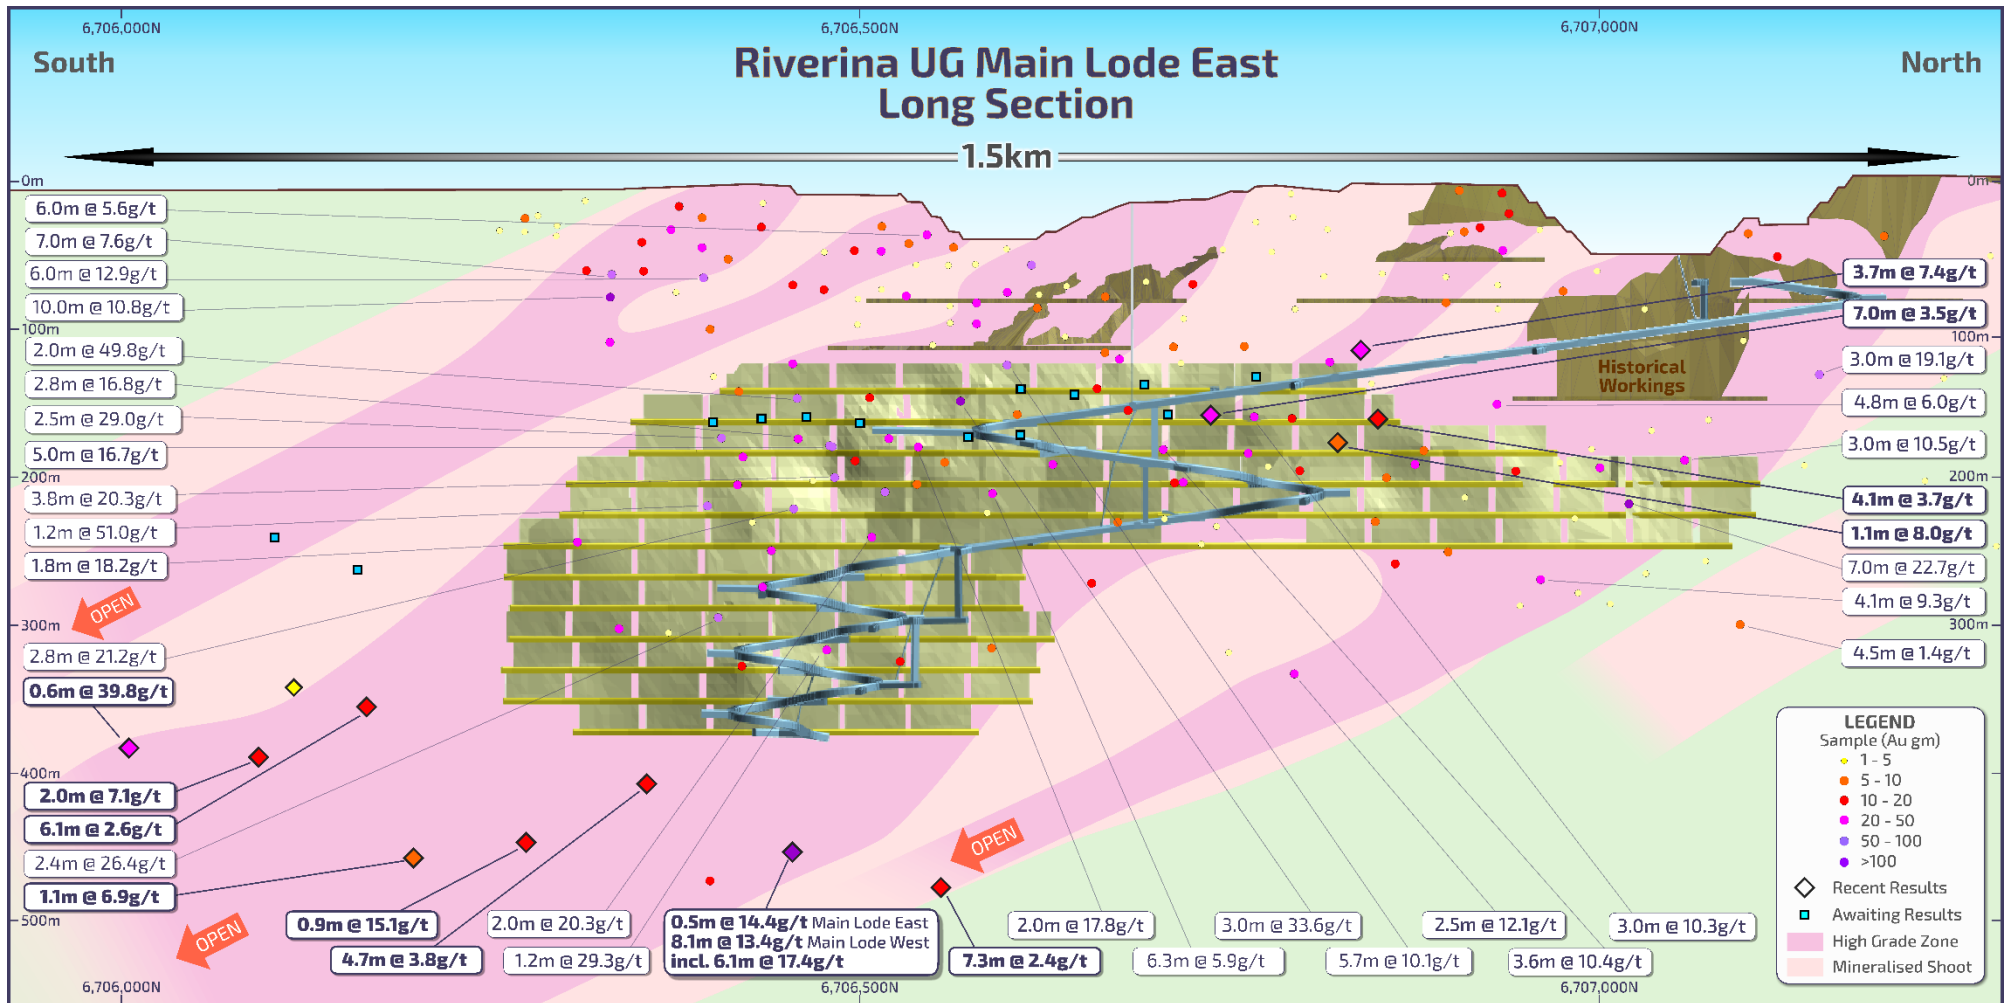 6,706,000N
6,706,500N
6,707,000N
South
Riverina UG Main Lode East
Long Section
North
1.5km
0m
0m
6.0m @ 5.6g/t
7.0m @ 7.6g/t
6.0m @ 12.9g/t
10.0m @ 10.8g/t
100m
2.0m @ 49.8g/t
2.8m @ 16.8g/t
2.5m @ 29.0g/t
5.0m @ 16.7g/t
200m
3.8m @ 20.3g/t
1.2m @ 51.0g/t
1.8m @ 18.2g/t
OPEN
300m
2.8m @ 21.2g/t
0.6m @ 39.8g/t
400m
2.0m @ 7.1g/t
6.1m @ 2.6g/t
2.4m @ 26.4g/t
1.1m @ 6.9g/t
500m
OPEN
3.7m @ 7.4g/t
7.0m @ 3.5g/t
100m
3.0m @ 19.1g/t
Historical
Workings
4.8m @ 6.0g/t
3.0m @ 10.5g/t
200m
4.1m @ 3.7g/t
1.1m @ 8.0g/t
7.0m @ 22.7g/t
4.1m @ 9.3g/t
300m
4.5m @ 1.4g/t
OPEN
0.9m @ 15.1g/t
4.7m @ 3.8g/t
2.0m @ 20.3g/t
1.2m @ 29.3g/t
0.5m @ 14.4g/t Main Lode East
8.1m @ 13.4g/t Main Lode West
incl. 6.1m @ 17.4g/t
7.3m @ 2.4g/t
2.0m @ 17.8g/t
6.3m @ 5.9g/t
3.0m @ 33.6g/t
5.7m @ 10.1g/t
2.5m @ 12.1g/t
3.6m @ 10.4g/t
3.0m @ 10.3g/t
LEGEND
Sample (Au gm)
1 - 5
5 - 10
10 - 20
20 - 50
50 - 100
>100
Recent Results
Awaiting Results
High Grade Zone
Mineralised Shoot
6,706,000N
6,706,500N
6,707,000N